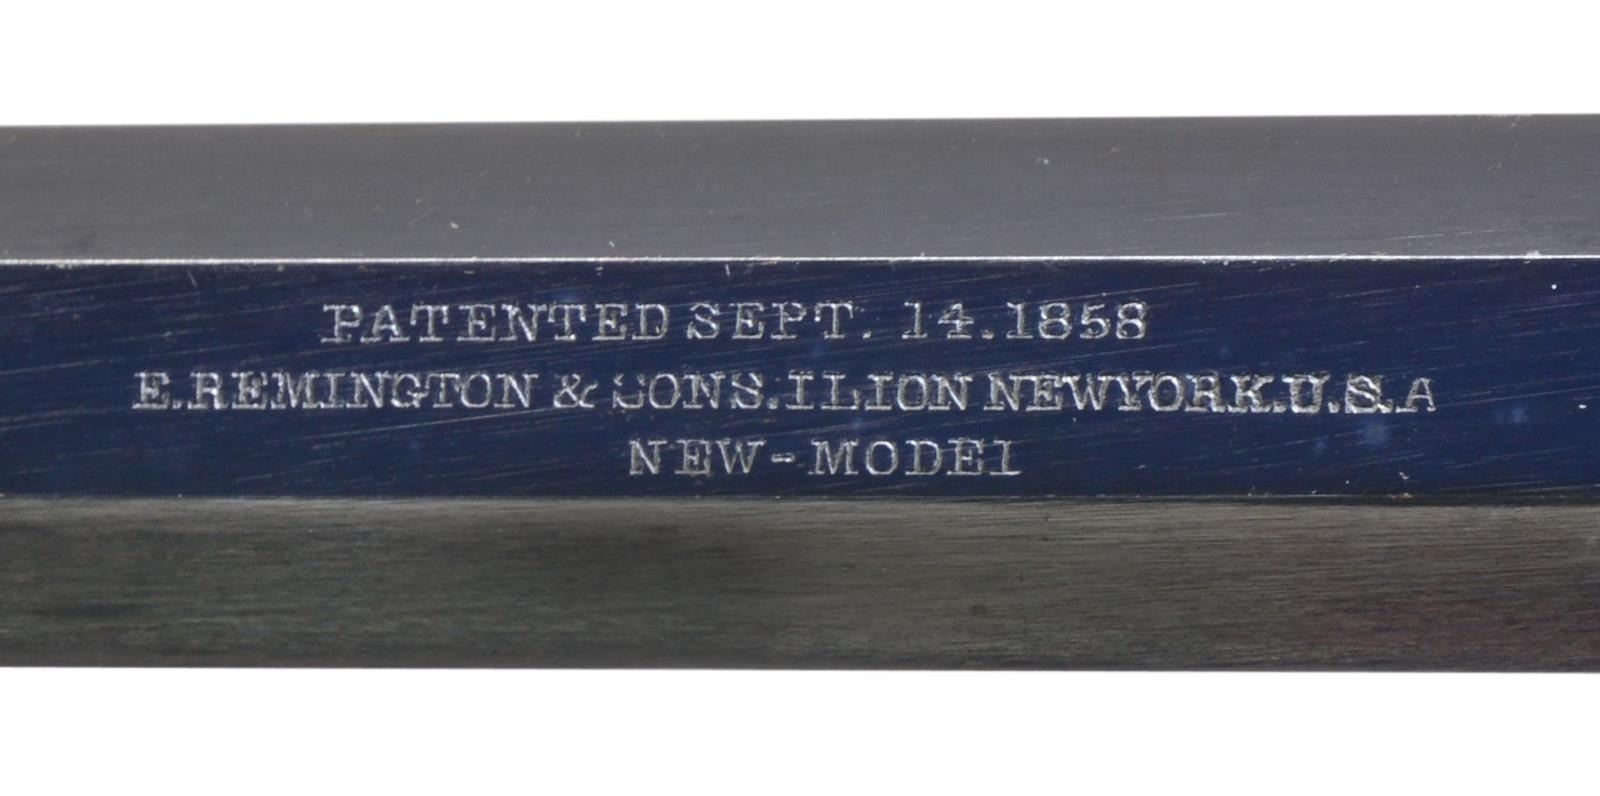 PATENTED SEPT. 14.1858
E.REMINGTON & SONS.ILION NEWYORK.U.S.A
NEW-MODEL